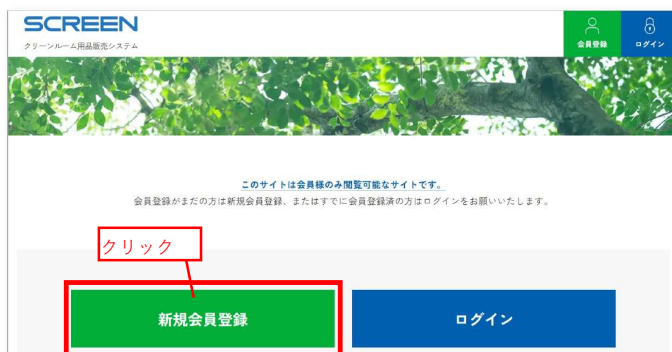 SCREEN
クリーンルーム用品販売システム
会員登録
ログイン
このサイトは会員様のみ閲覧可能なサイトです。
会員登録がまだの方は新規会員登録、またはすでに会員登録済の方はログインをお願いいたします。
クリック
新規会員登録
ログイン